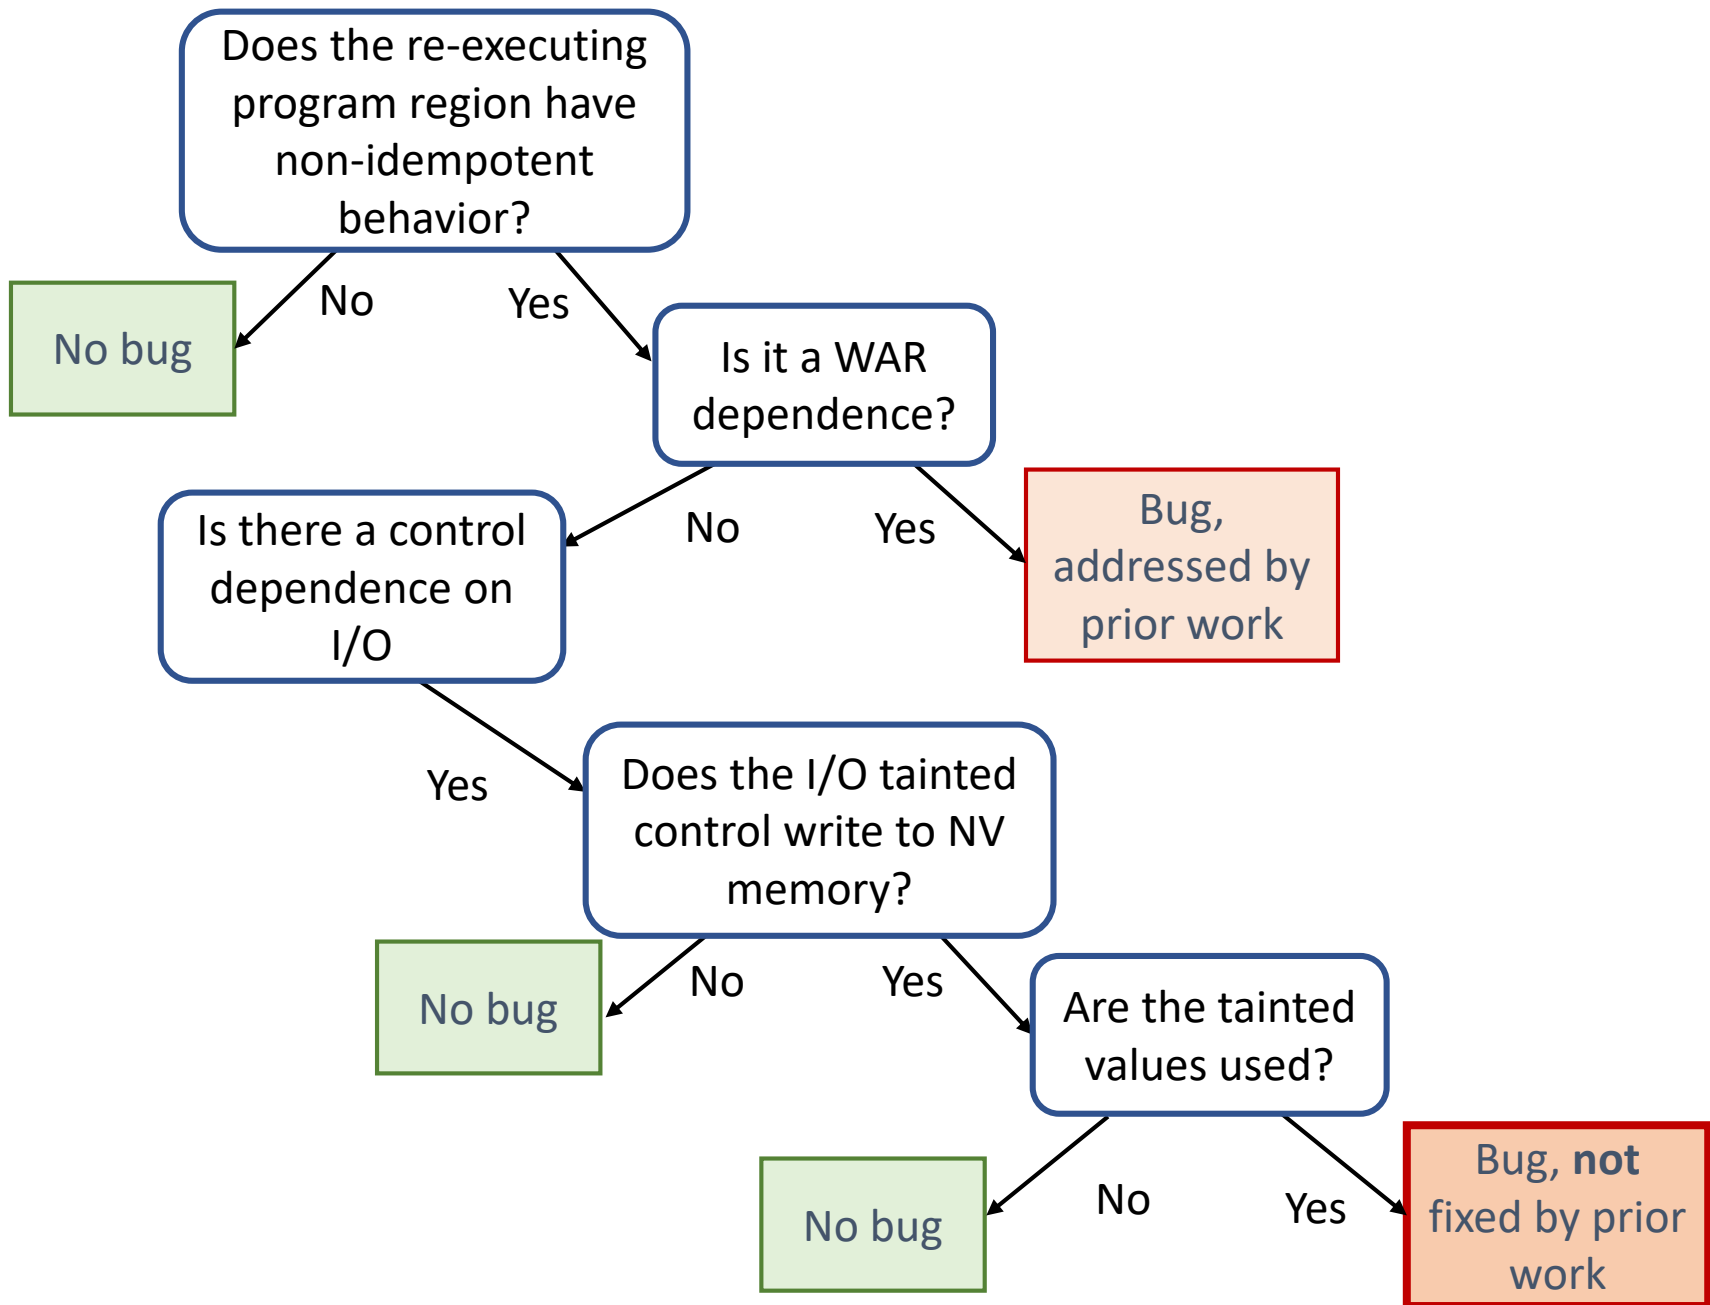 Does the re-executing
program region have
non-idempotent
behavior?
No
Yes
No bug
Is it a WAR
dependence?
No
Yes
Is there a control
dependence on
I/O
Bug,
addressed by
prior work
Yes
Does the I/O tainted
control write to NV
memory?
No
Yes
No bug
Are the tainted
values used?
No
Yes
No bug
Bug, not
fixed by prior
work